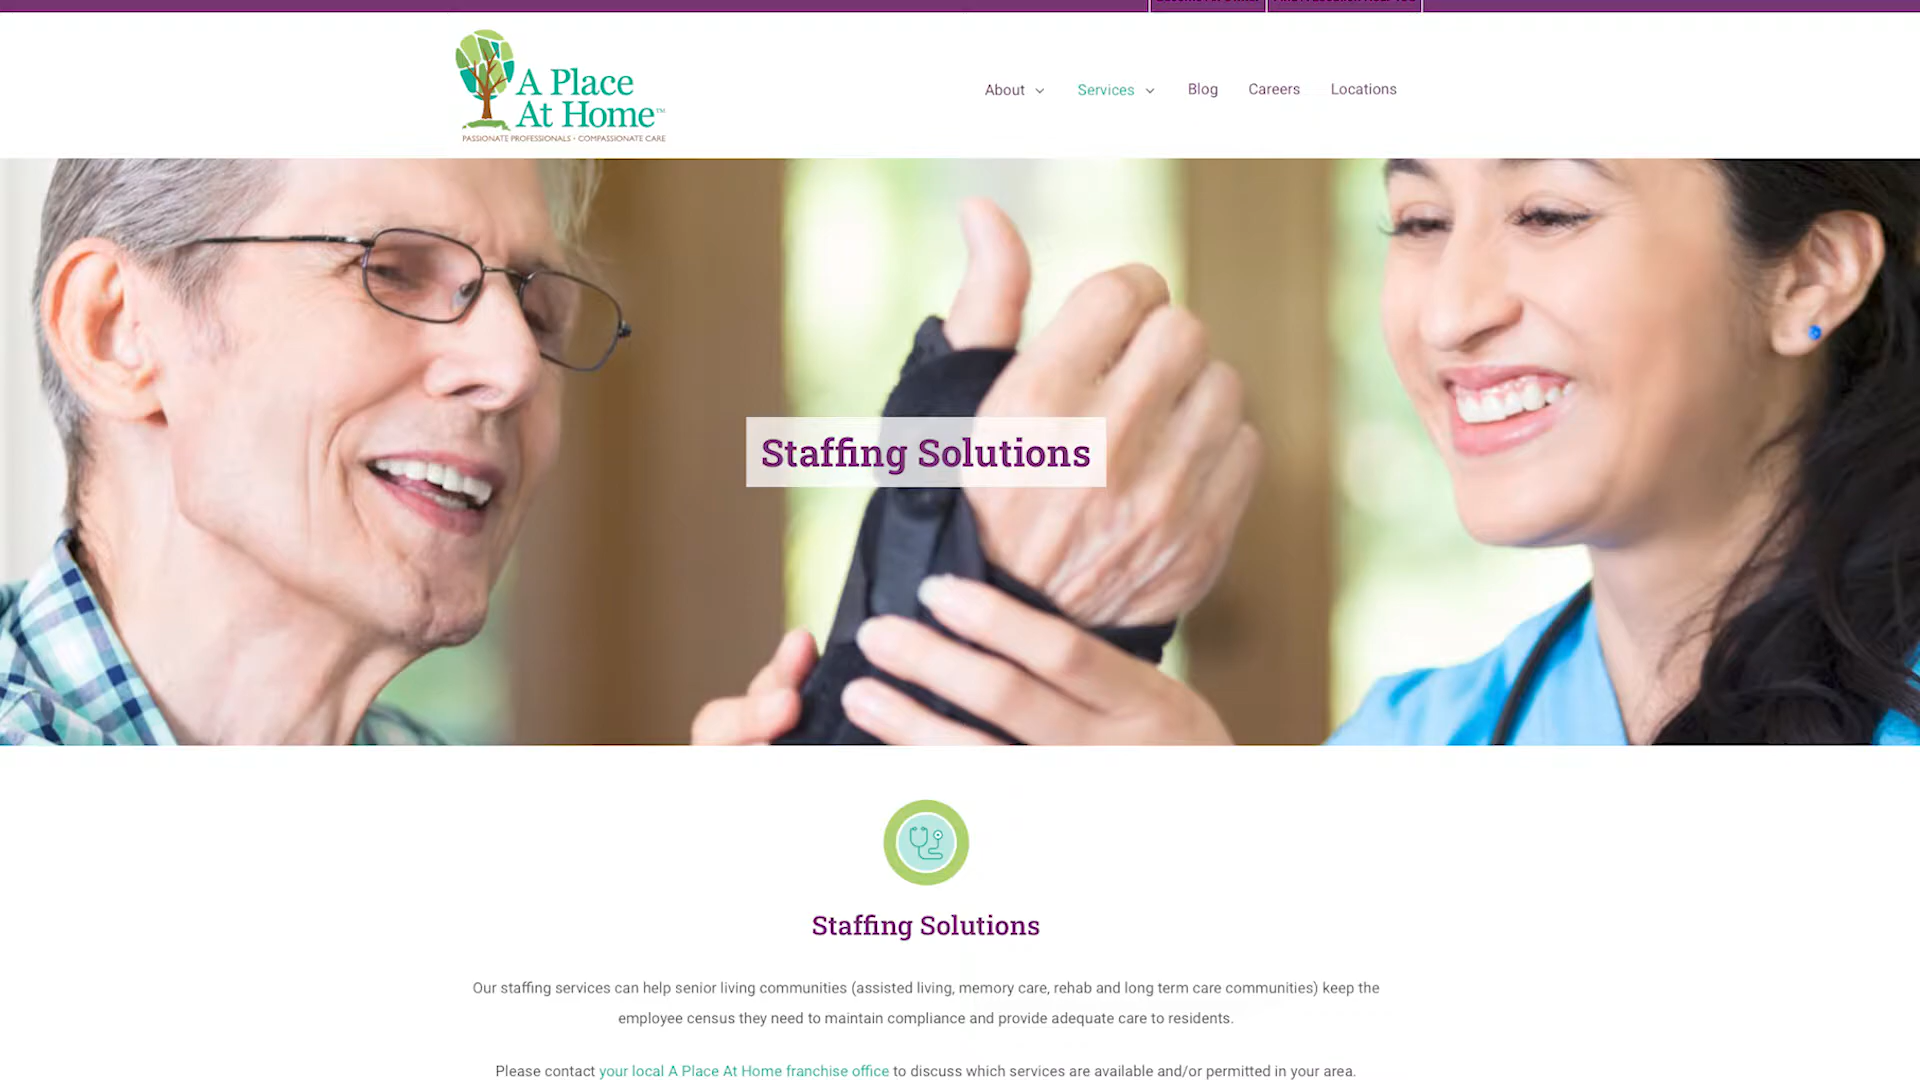 A Place
At Home™
PASSIONATE PROFESSIONALS • COMPASSIONATE CARE
About
Services
Blog
Careers
Locations
Staffing Solutions
Staffing Solutions
Our staffing services can help senior living communities (assisted living, memory care, rehab and long term care communities) keep the
employee census they need to maintain compliance and provide adequate care to residents.
Please contact your local A Place At Home franchise office to discuss which services are available and/or permitted in your area.